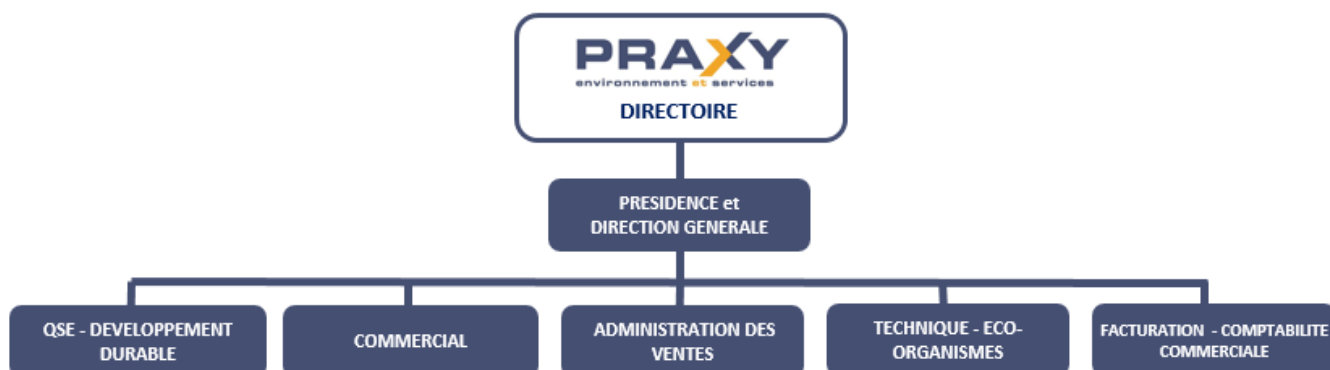 PRAXY
environnement et services
DIRECTOIRE
PRESIDENCE et
DIRECTION GENERALE
QSE - DEVELOPPEMENT
DURABLE
COMMERCIAL
ADMINISTRATION DES
VENTES
TECHNIQUE - ECO-
ORGANISMES
FACTURATION - COMPTABILITE
COMMERCIALE